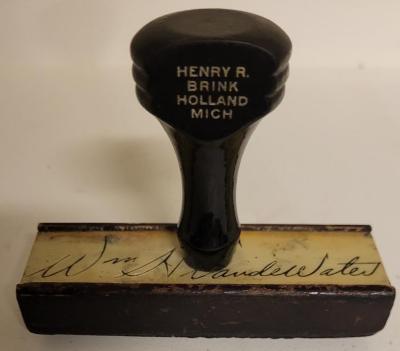 HENRY R.
BRINK
HOLLAND
MICH
Wm H VandeWater